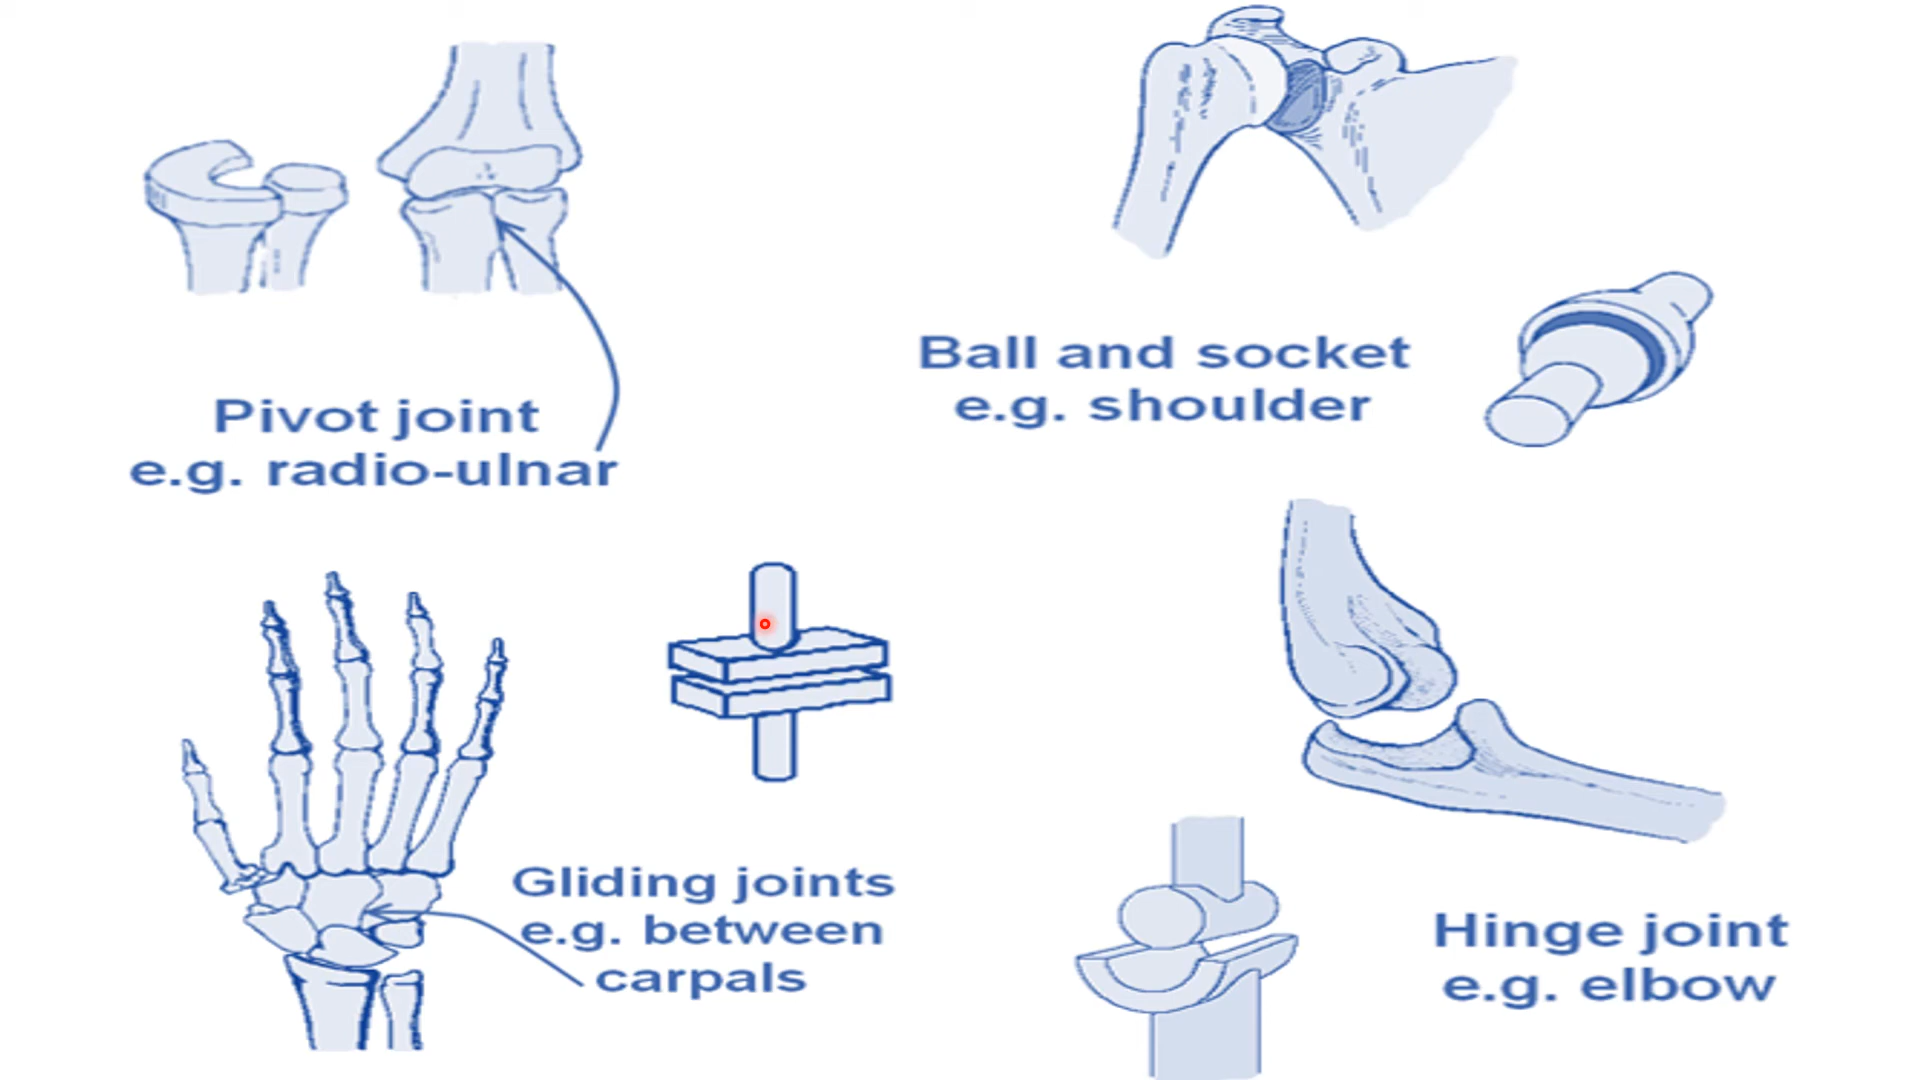 Pivot joint
e.g. radio-ulnar
Ball and socket
e.g. shoulder
Gliding joints
e.g. between
carpals
Hinge joint
e.g. elbow